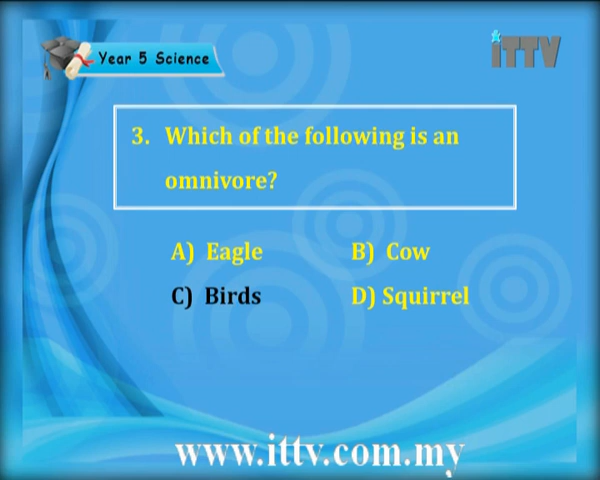 Year 5 Science
iTTV
3. Which of the following is an
omnivore?
A) Eagle B) Cow
C) Birds D) Squirrel
www.ittv.com.my